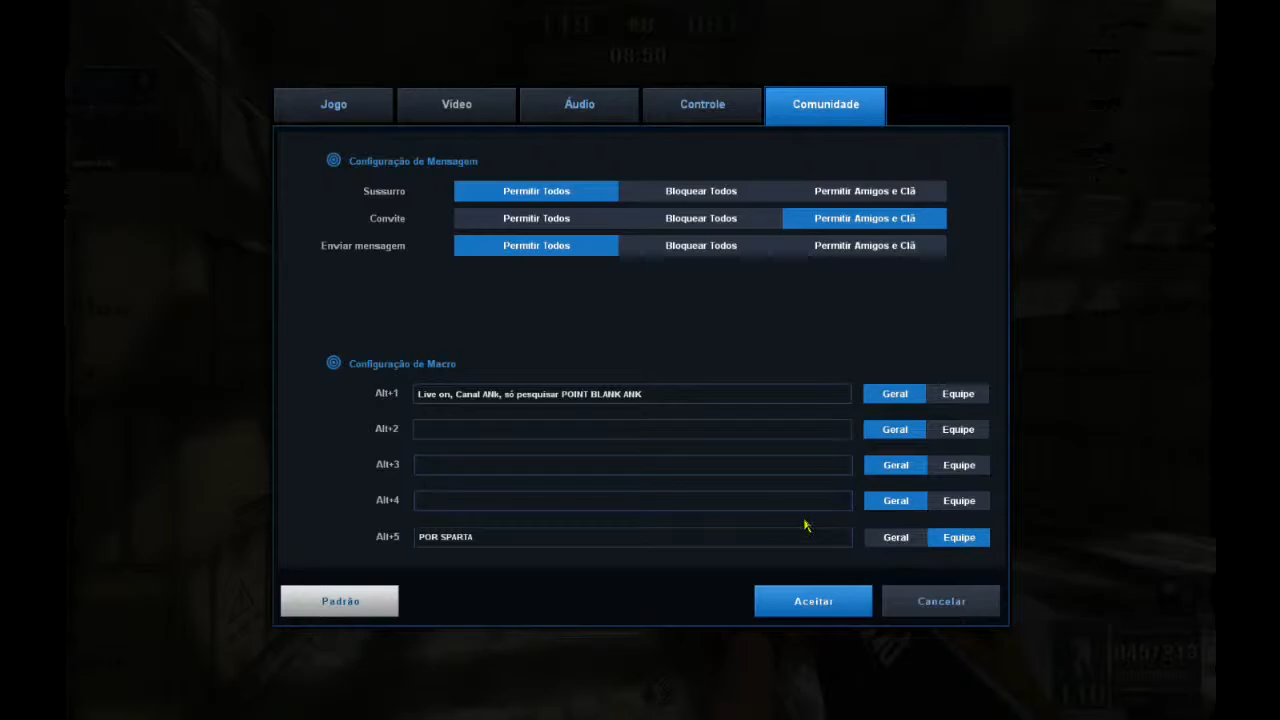 08:50
Jogo
Vídeo
Áudio
Controle
Comunidade
Configuração de Mensagem
Sussurro
Permitir Todos
Bloquear Todos
Permitir Amigos e Clã
Convite
Permitir Todos
Bloquear Todos
Permitir Amigos e Clã
Enviar mensagem
Permitir Todos
Bloquear Todos
Permitir Amigos e Clã
Configuração de Macro
Alt+1
Live on, Canal ANk, só pesquisar POINT BLANK ANK
Geral
Equipe
Alt+2
Geral
Equipe
Alt+3
Geral
Equipe
Alt+4
Geral
Equipe
Alt+5
POR SPARTA
Geral
Equipe
Padrão
Aceitar
Cancelar